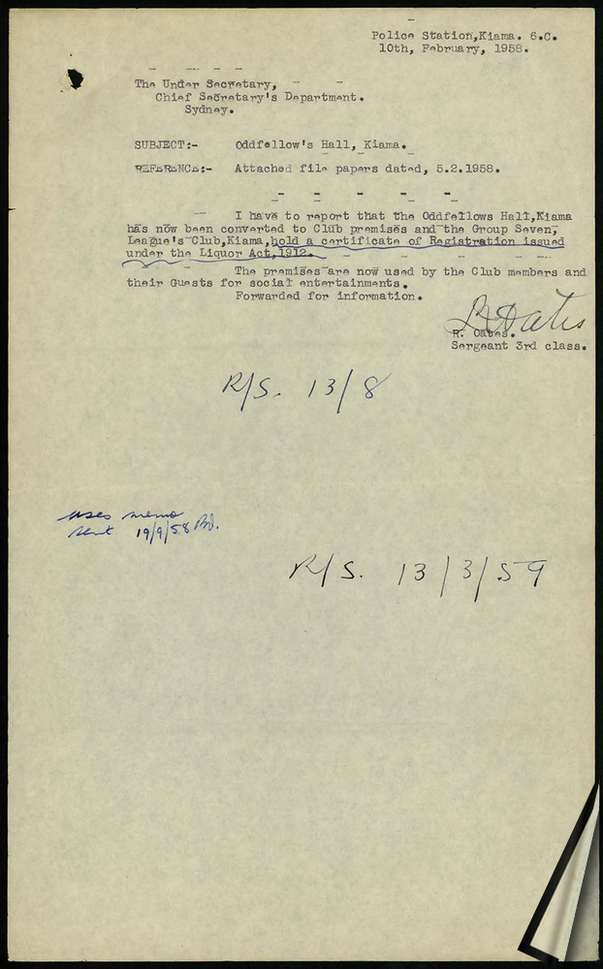 Police Station,Kiama. 6.C.
10th, February, 1958.
The Under Secretary,
Chief Secretary's Department.
Sydney.
SUBJECT:- Oddfellow's Hall, Kiama.
REFERENCE:- Attached file papers dated, 5.2.1958.
I have to report that the Oddfellows Hall,Kiama
has now been converted to Club premises and the Group Seven,
League's Club,Kiama,hold a certificate of Registration issued
under the Liquor Act,1912.
The premises are now used by the Club members and
their Guests for social entertainments.
Forwarded for information.
R Oates
R. Oates.
Sergeant 3rd class.
R/S. 13/8
uses memo
sent 19/9/58
R/S. 13/3/59